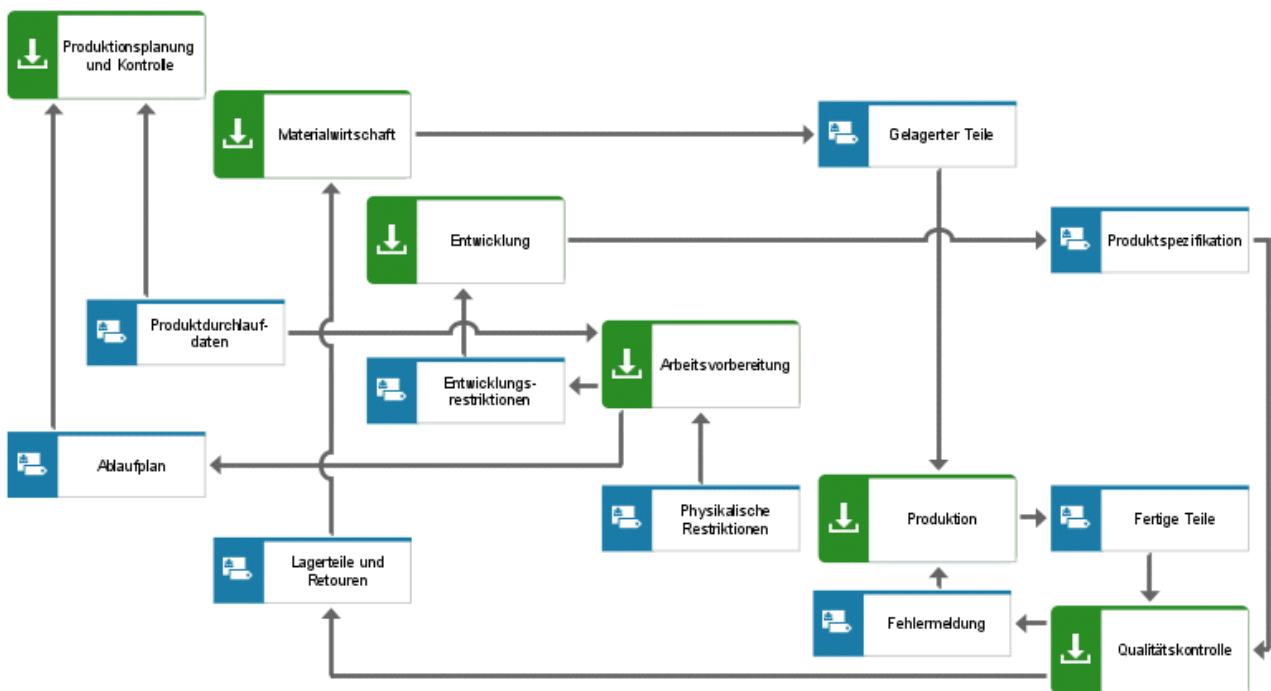 Produktionsplanung
und Kontrolle
Materialwirtschaft
Gelagerter Teile
Entwicklung
Produktspezifikation
Produktdurchlauf-
daten
Arbeitsvorbereitung
Entwicklungs-
restriktionen
Ablaufplan
Physikalische
Restriktionen
Produktion
Fertige Teile
Lagerteile und
Retouren
Fehlermeldung
Qualitätskontrolle